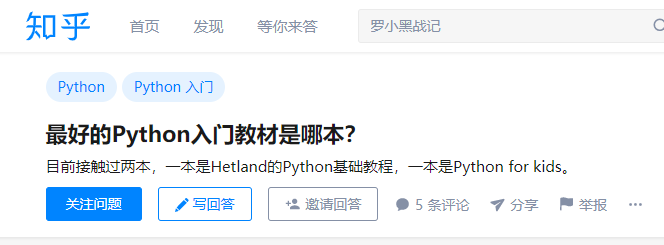 知乎 首页 发现 等你来答 罗小黑战记
Python Python 入门
最好的Python入门教材是哪本?
目前接触过两本，一本是Hetland的Python基础教程，一本是Python for kids。
关注问题 写回答 邀请回答 5 条评论 分享 举报 ···